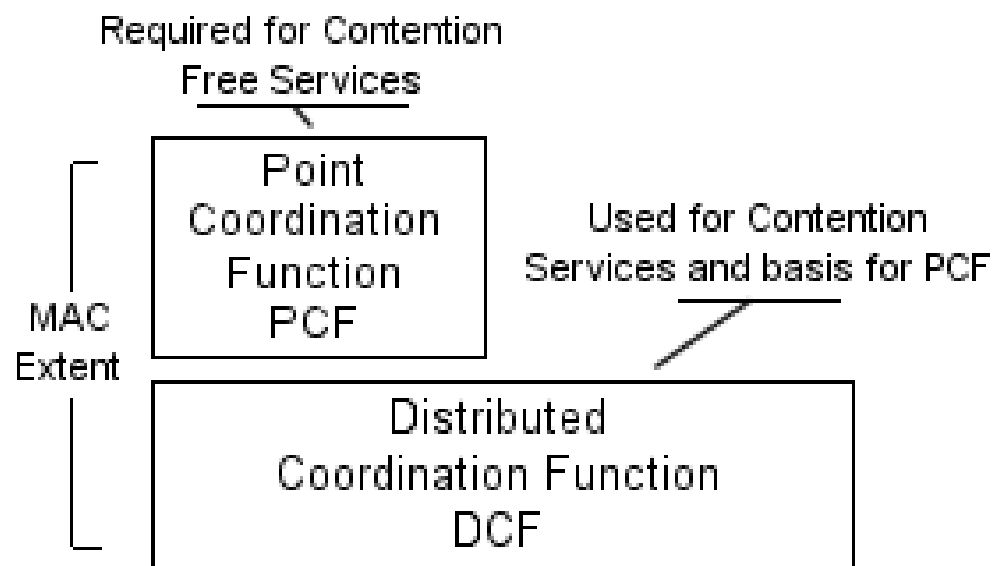 Required for Contention
Free Services
Point
Coordination
Function
PCF
Used for Contention
Services and basis for PCF
MAC
Extent
Distributed
Coordination Function
DCF